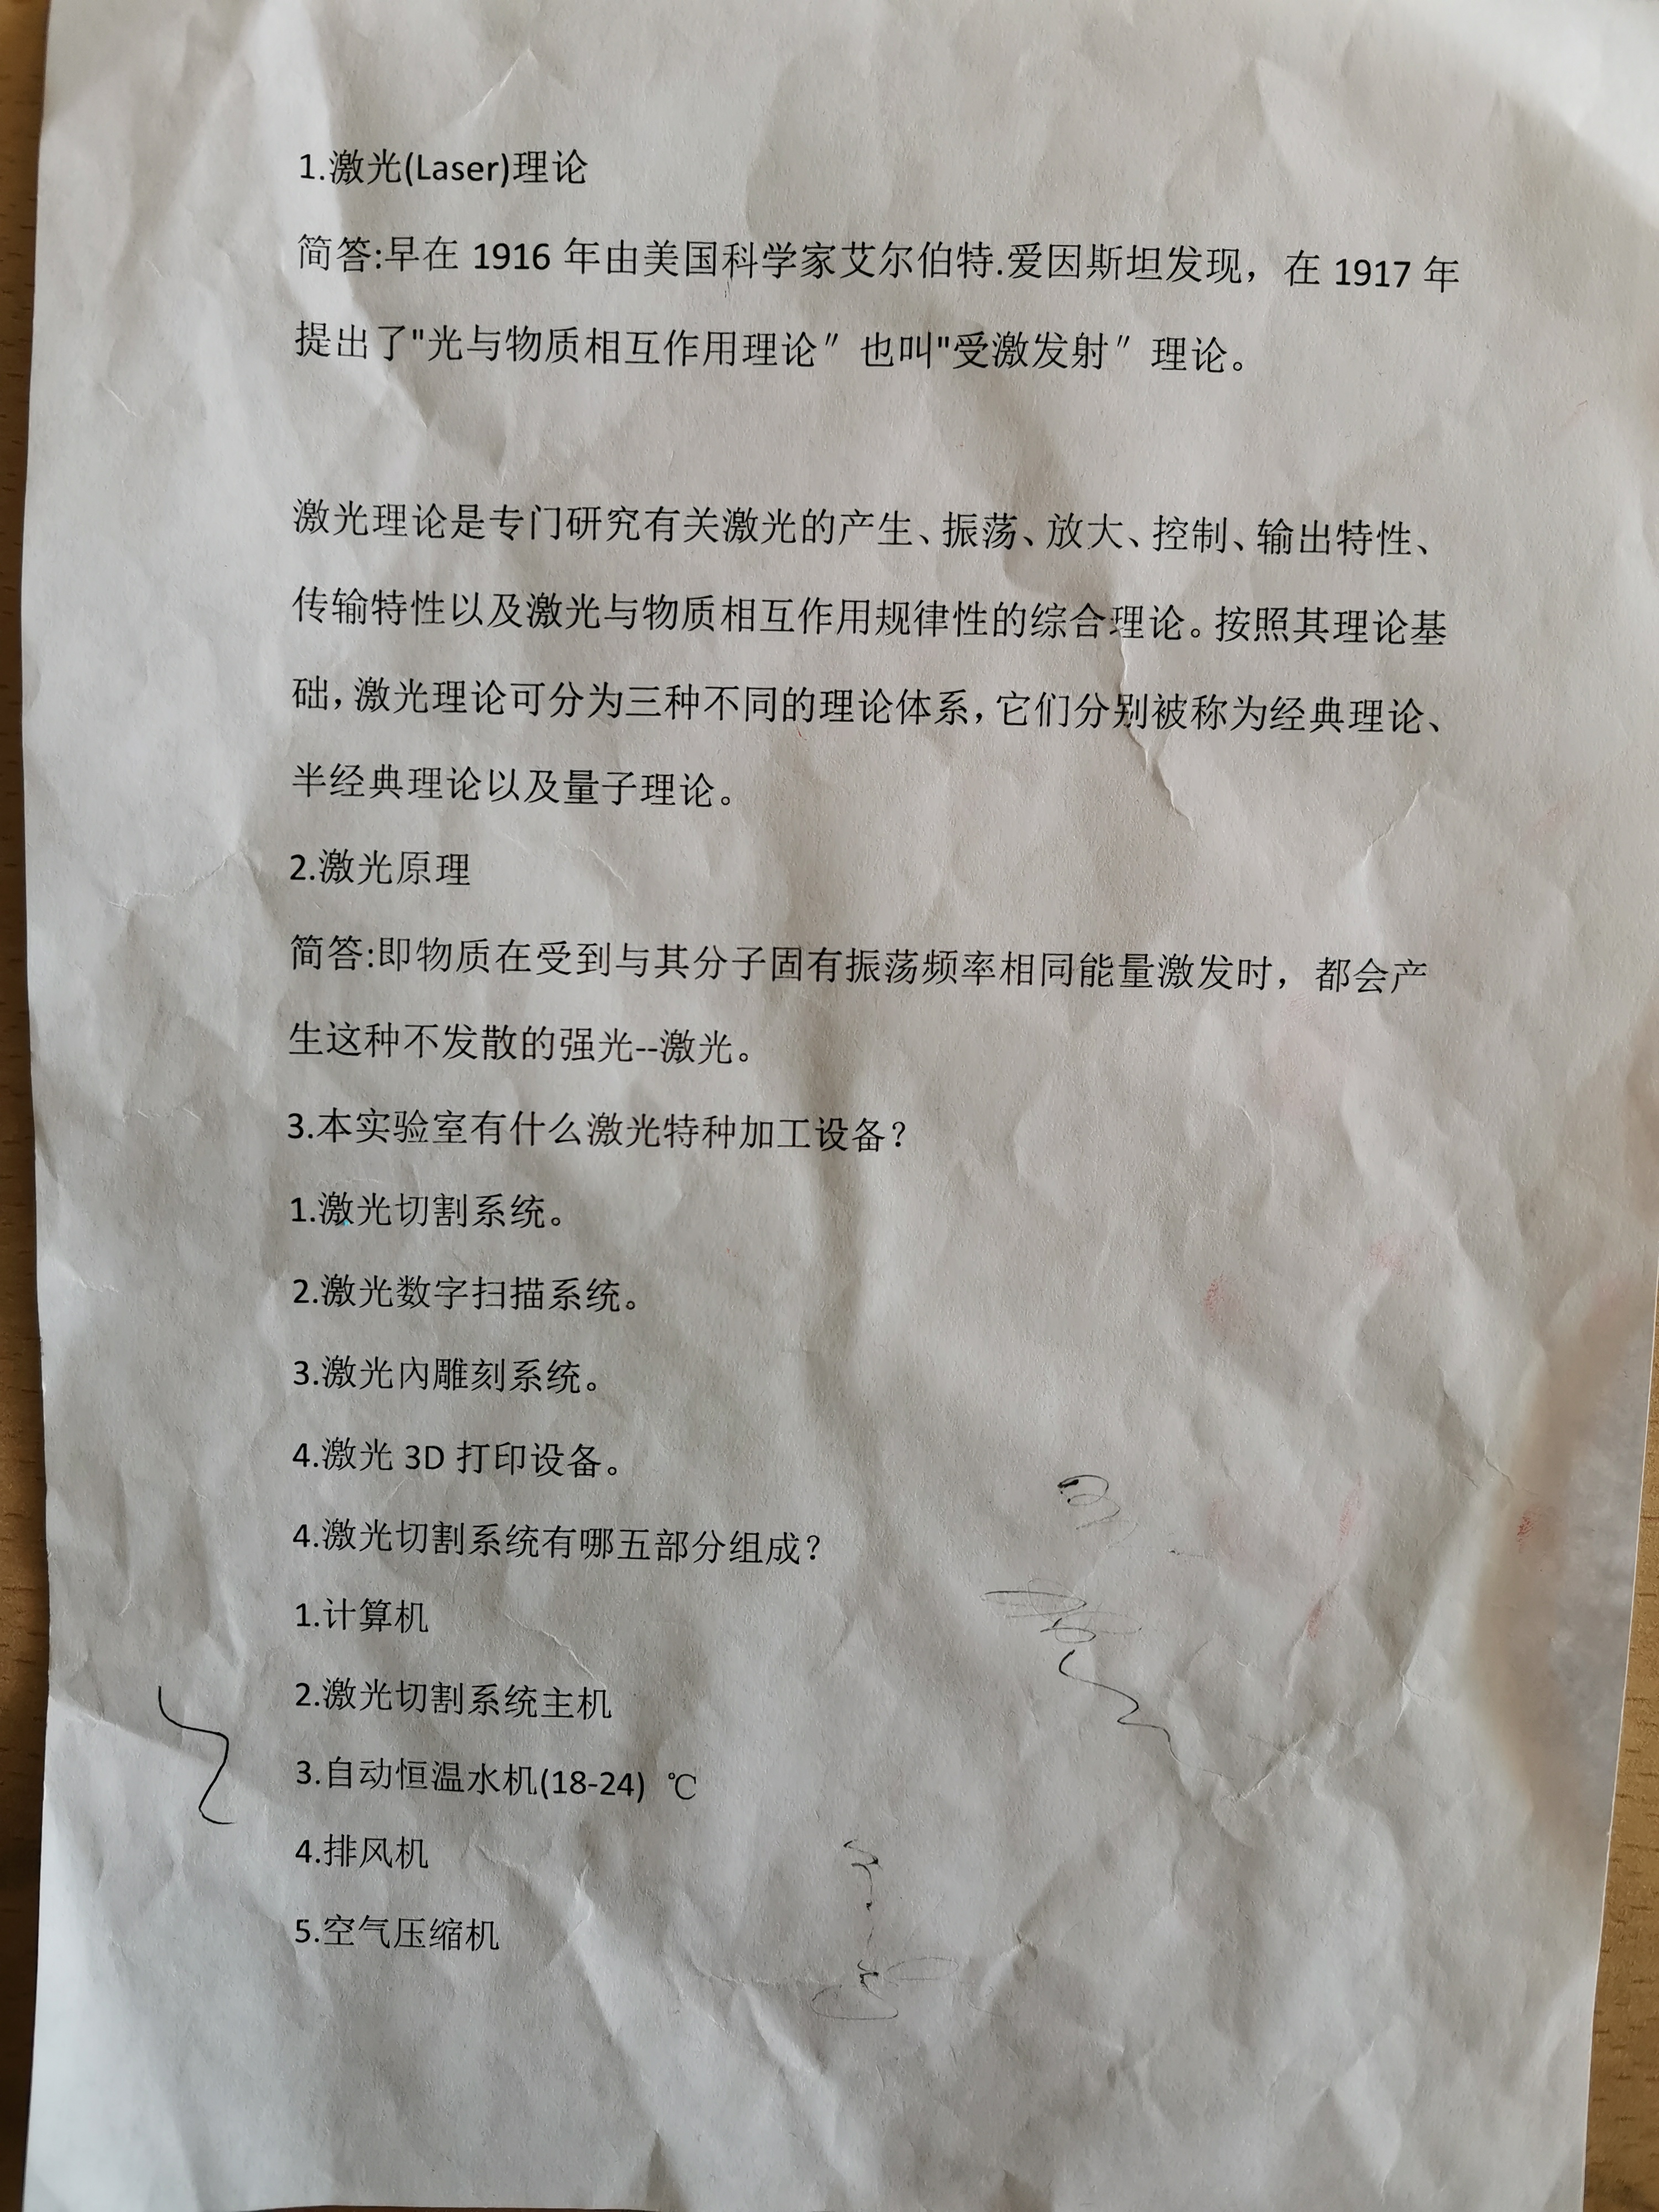 1.激光(Laser)理论
简答:早在 1916 年由美国科学家艾尔伯特.爱因斯坦发现，在 1917 年
提出了"光与物质相互作用理论″ 也叫"受激发射″ 理论。
激光理论是专门研究有关激光的产生、振荡、放大、控制、输出特性、
传输特性以及激光与物质相互作用规律性的综合理论。按照其理论基
础，激光理论可分为三种不同的理论体系，它们分别被称为经典理论、
半经典理论以及量子理论。
2.激光原理
简答:即物质在受到与其分子固有振荡频率相同能量激发时，都会产
生这种不发散的强光--激光。
3.本实验室有什么激光特种加工设备？
1.激光切割系统。
2.激光数字扫描系统。
3.激光內雕刻系统。
4.激光 3D 打印设备。
4.激光切割系统有哪五部分组成？
1.计算机
2.激光切割系统主机
3.自动恒温水机(18-24) ℃
4.排风机
5.空气压缩机